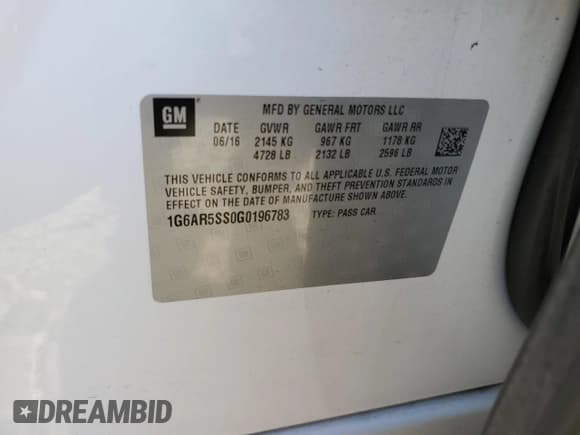 GM
MFD BY GENERAL MOTORS LLC
DATE GVWR GAWR FRT GAWR RR
06/16 2145 KG 967 KG 1178 KG
4728 LB 2132 LB 2596 LB
THIS VEHICLE CONFORMS TO ALL APPLICABLE U.S. FEDERAL MOTOR
VEHICLE SAFETY, BUMPER, AND THEFT PREVENTION STANDARDS IN
EFFECT ON THE DATE OF MANUFACTURE SHOWN ABOVE.
1G6AR5SS0G0196783 TYPE: PASS CAR
DREAMBID